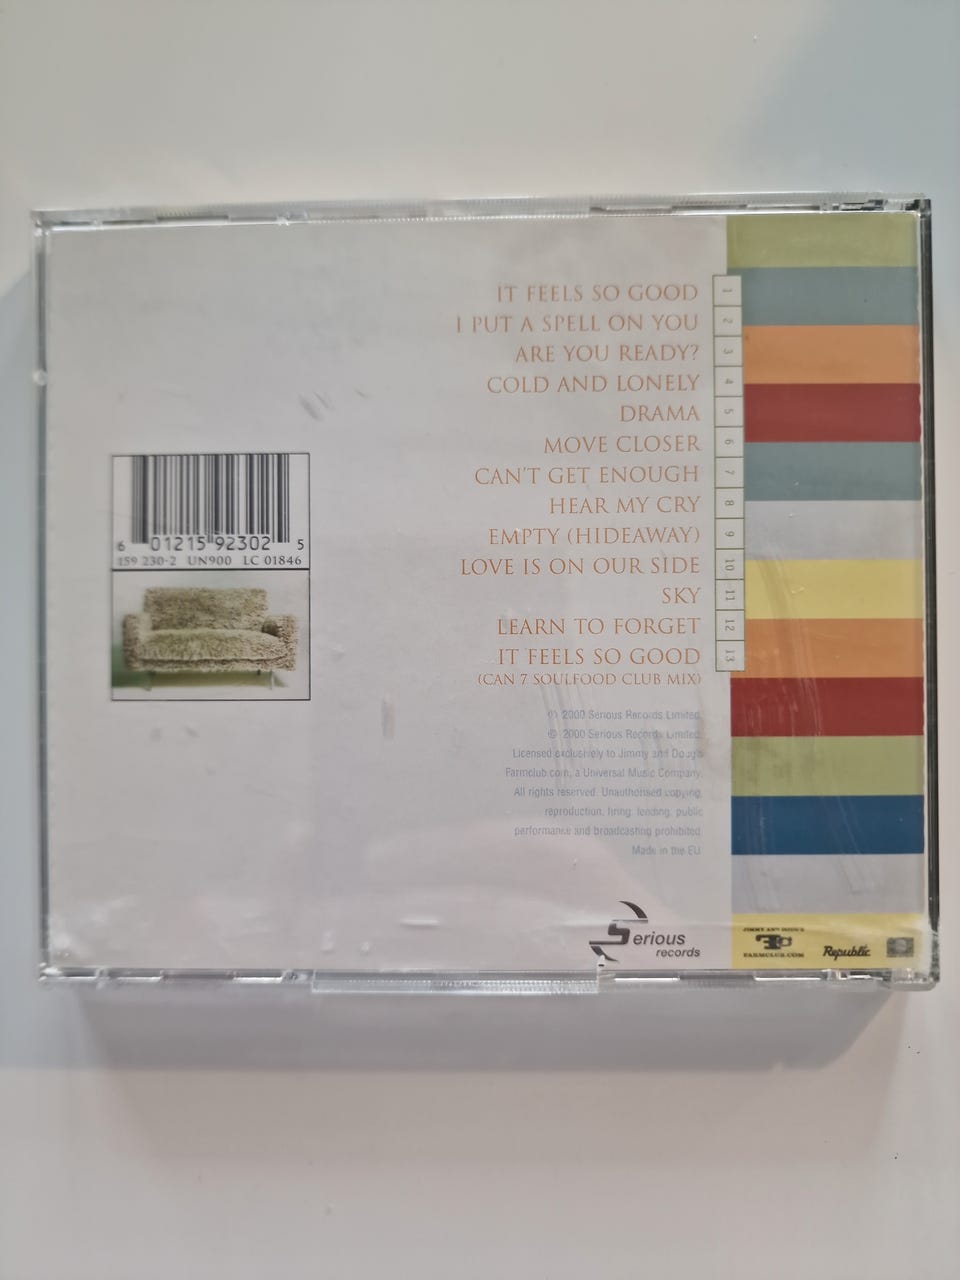 IT FEELS SO GOOD 1
I PUT A SPELL ON YOU 2
ARE YOU READY? 3
COLD AND LONELY 4
DRAMA 5
MOVE CLOSER 6
CAN'T GET ENOUGH 7
HEAR MY CRY 8
EMPTY (HIDEAWAY) 9
LOVE IS ON OUR SIDE 10
SKY 11
LEARN TO FORGET 12
IT FEELS SO GOOD 13
(CAN 7 SOULFOOD CLUB MIX)
6 01215 92302 5
159 230-2 UN900 LC 01846
℗ 2000 Serious Records Limited.
© 2000 Serious Records Limited.
Licensed exclusively to Jimmy and Doug's
Farmclub.com, a Universal Music Company.
All rights reserved. Unauthorised copying,
reproduction, hiring, lending, public
performance and broadcasting prohibited.
Made in the EU
Serious
records
JIMMY AND DOUG'S
FARMCLUB.COM
Republic